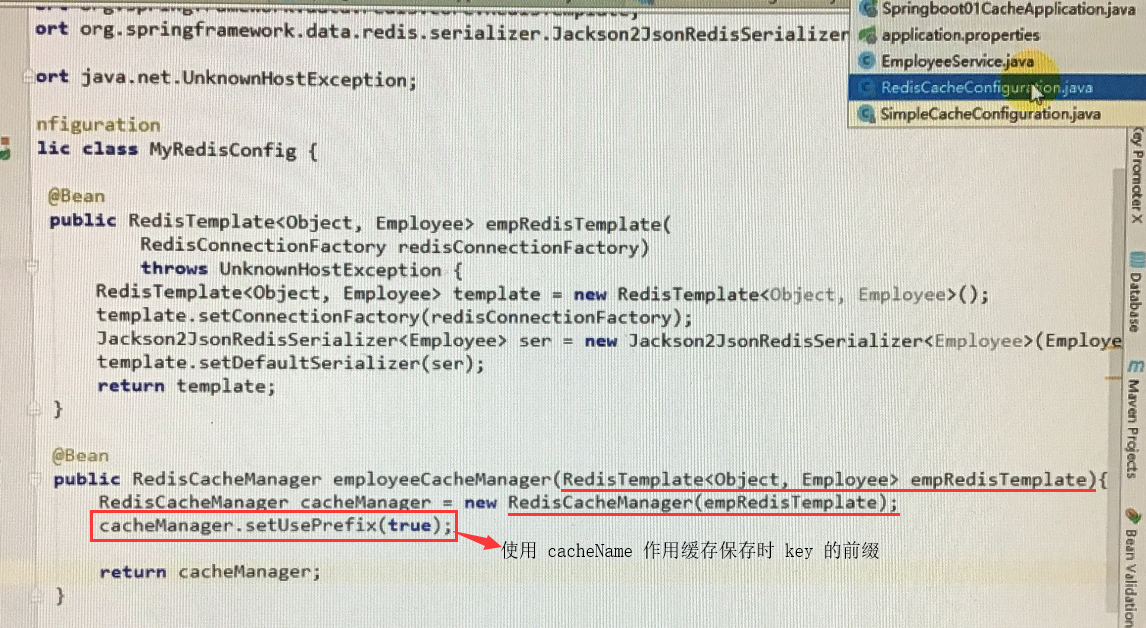 ort org.springframework.data.redis.serializer.Jackson2JsonRedisSerializer
ort java.net.UnknownHostException;
nfiguration
lic class MyRedisConfig {
@Bean
public RedisTemplate<Object, Employee> empRedisTemplate(
RedisConnectionFactory redisConnectionFactory)
throws UnknownHostException {
RedisTemplate<Object, Employee> template = new RedisTemplate<Object, Employee>();
template.setConnectionFactory(redisConnectionFactory);
Jackson2JsonRedisSerializer<Employee> ser = new Jackson2JsonRedisSerializer<Employee>(Employe
template.setDefaultSerializer(ser);
return template;
}
@Bean
public RedisCacheManager employeeCacheManager(RedisTemplate<Object, Employee> empRedisTemplate){
RedisCacheManager cacheManager = new RedisCacheManager(empRedisTemplate);
cacheManager.setUsePrefix(true);
使用 cacheName 作用缓存保存时 key 的前缀
return cacheManager;
}
Springboot01CacheApplication.java
application.properties
EmployeeService.java
RedisCacheConfiguration.java
SimpleCacheConfiguration.java
Key Promoter X
Database
Maven Projects
Bean Validation